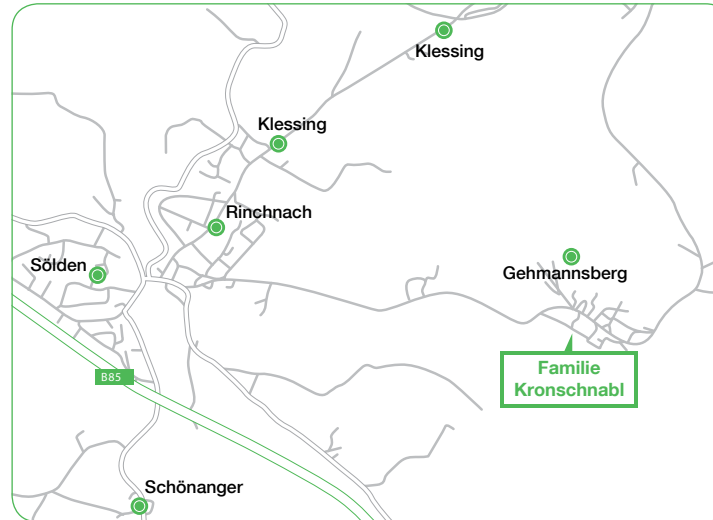 Klessing
Klessing
Rinchnach
Sölden
Gehmannsberg
Familie
Kronschnabl
B85
Schönanger